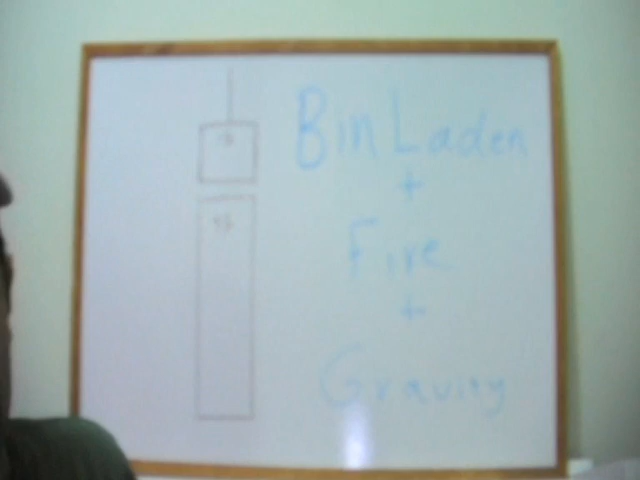 Bin Laden
+
Fire
+
Gravity